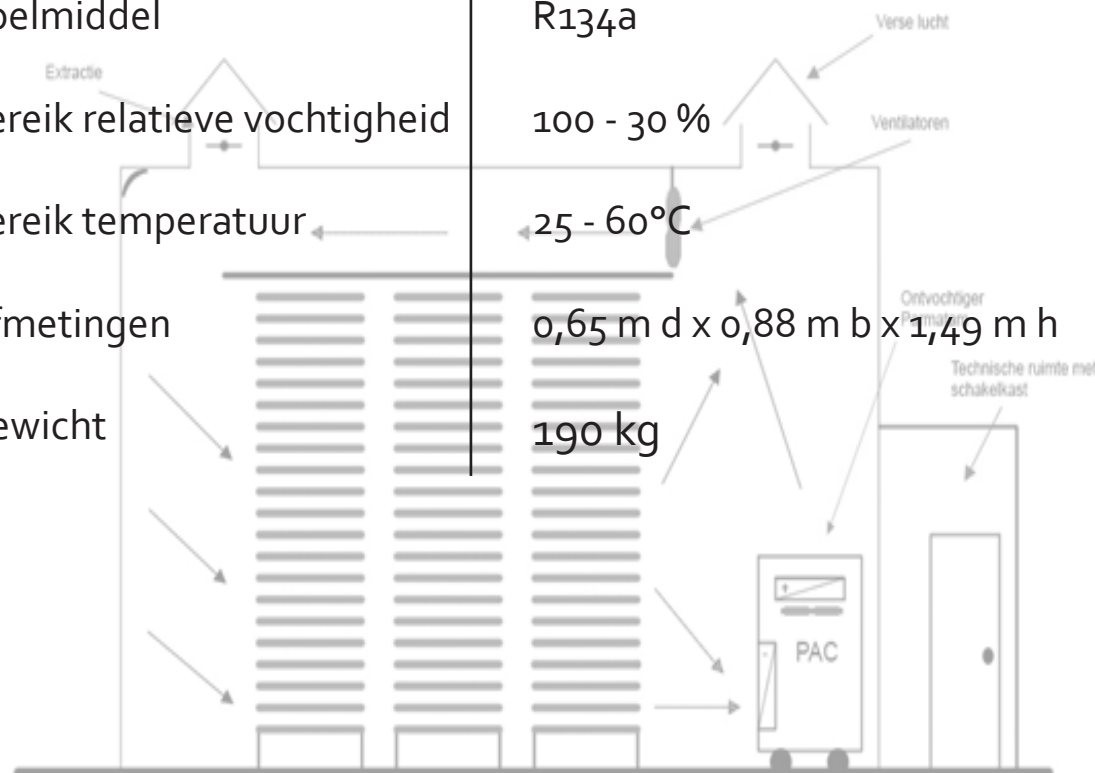 oelmiddel R134a
Verse lucht
Extractie
ereik relatieve vochtigheid 100 - 30 %
Ventilatoren
ereik temperatuur 25 - 60°C
Ontvochtiger
fmetingen 0,65 m d x 0,88 m b x 1,49 m h
Technische ruimte met
schakelkast
ewicht 190 kg
PAC